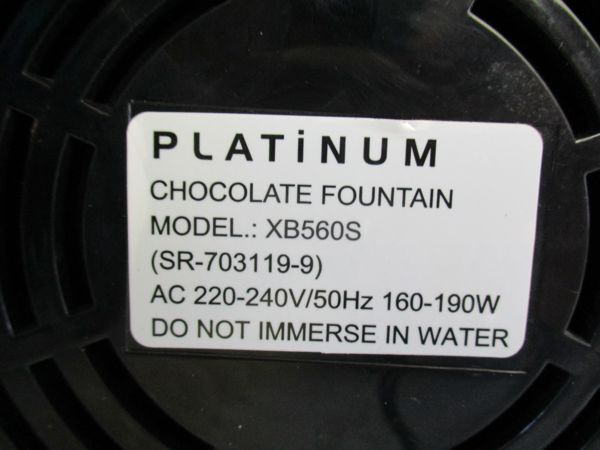 PLATiNUM
CHOCOLATE FOUNTAIN
MODEL.: XB560S
(SR-703119-9)
AC 220-240V/50Hz 160-190W
DO NOT IMMERSE IN WATER